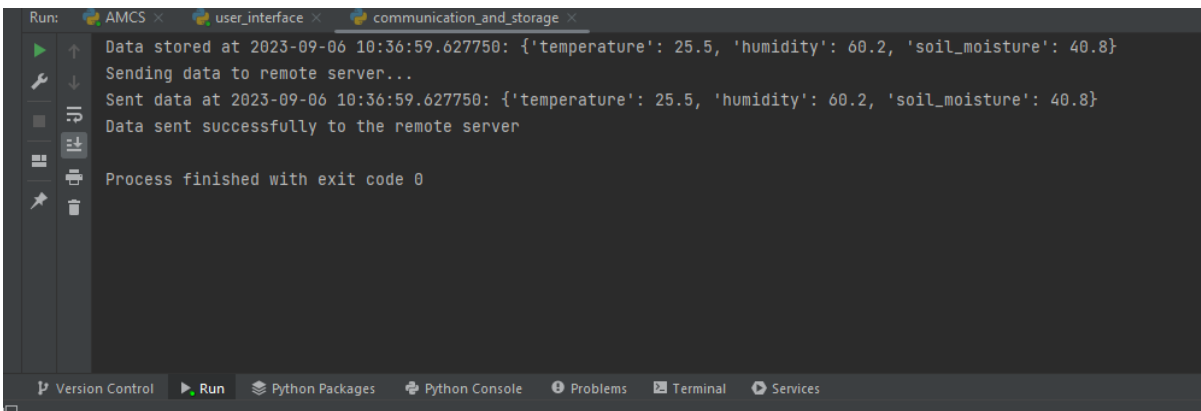 Run: AMCS user_interface communication_and_storage
Data stored at 2023-09-06 10:36:59.627750: {'temperature': 25.5, 'humidity': 60.2, 'soil_moisture': 40.8}
Sending data to remote server...
Sent data at 2023-09-06 10:36:59.627750: {'temperature': 25.5, 'humidity': 60.2, 'soil_moisture': 40.8}
Data sent successfully to the remote server
Process finished with exit code 0
Version Control Run Python Packages Python Console Problems Terminal Services